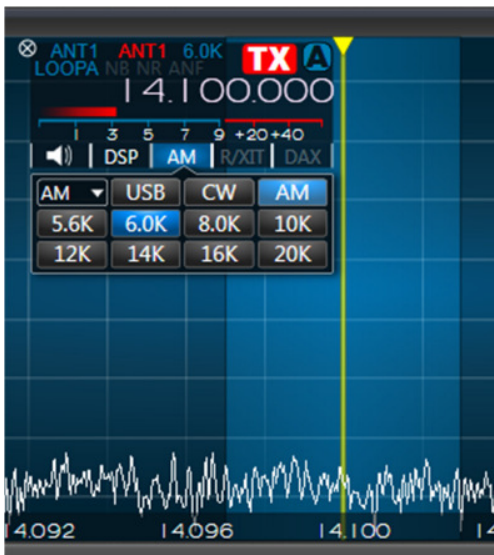 ANT1 ANT1 6.0K TX A
LOOPA NB NR ANF
14.100.000
1 3 5 7 9 +20 +40
DSP AM R/XIT DAX
AM USB CW AM
5.6K 6.0K 8.0K 10K
12K 14K 16K 20K
14.092 14.096 14.100 14